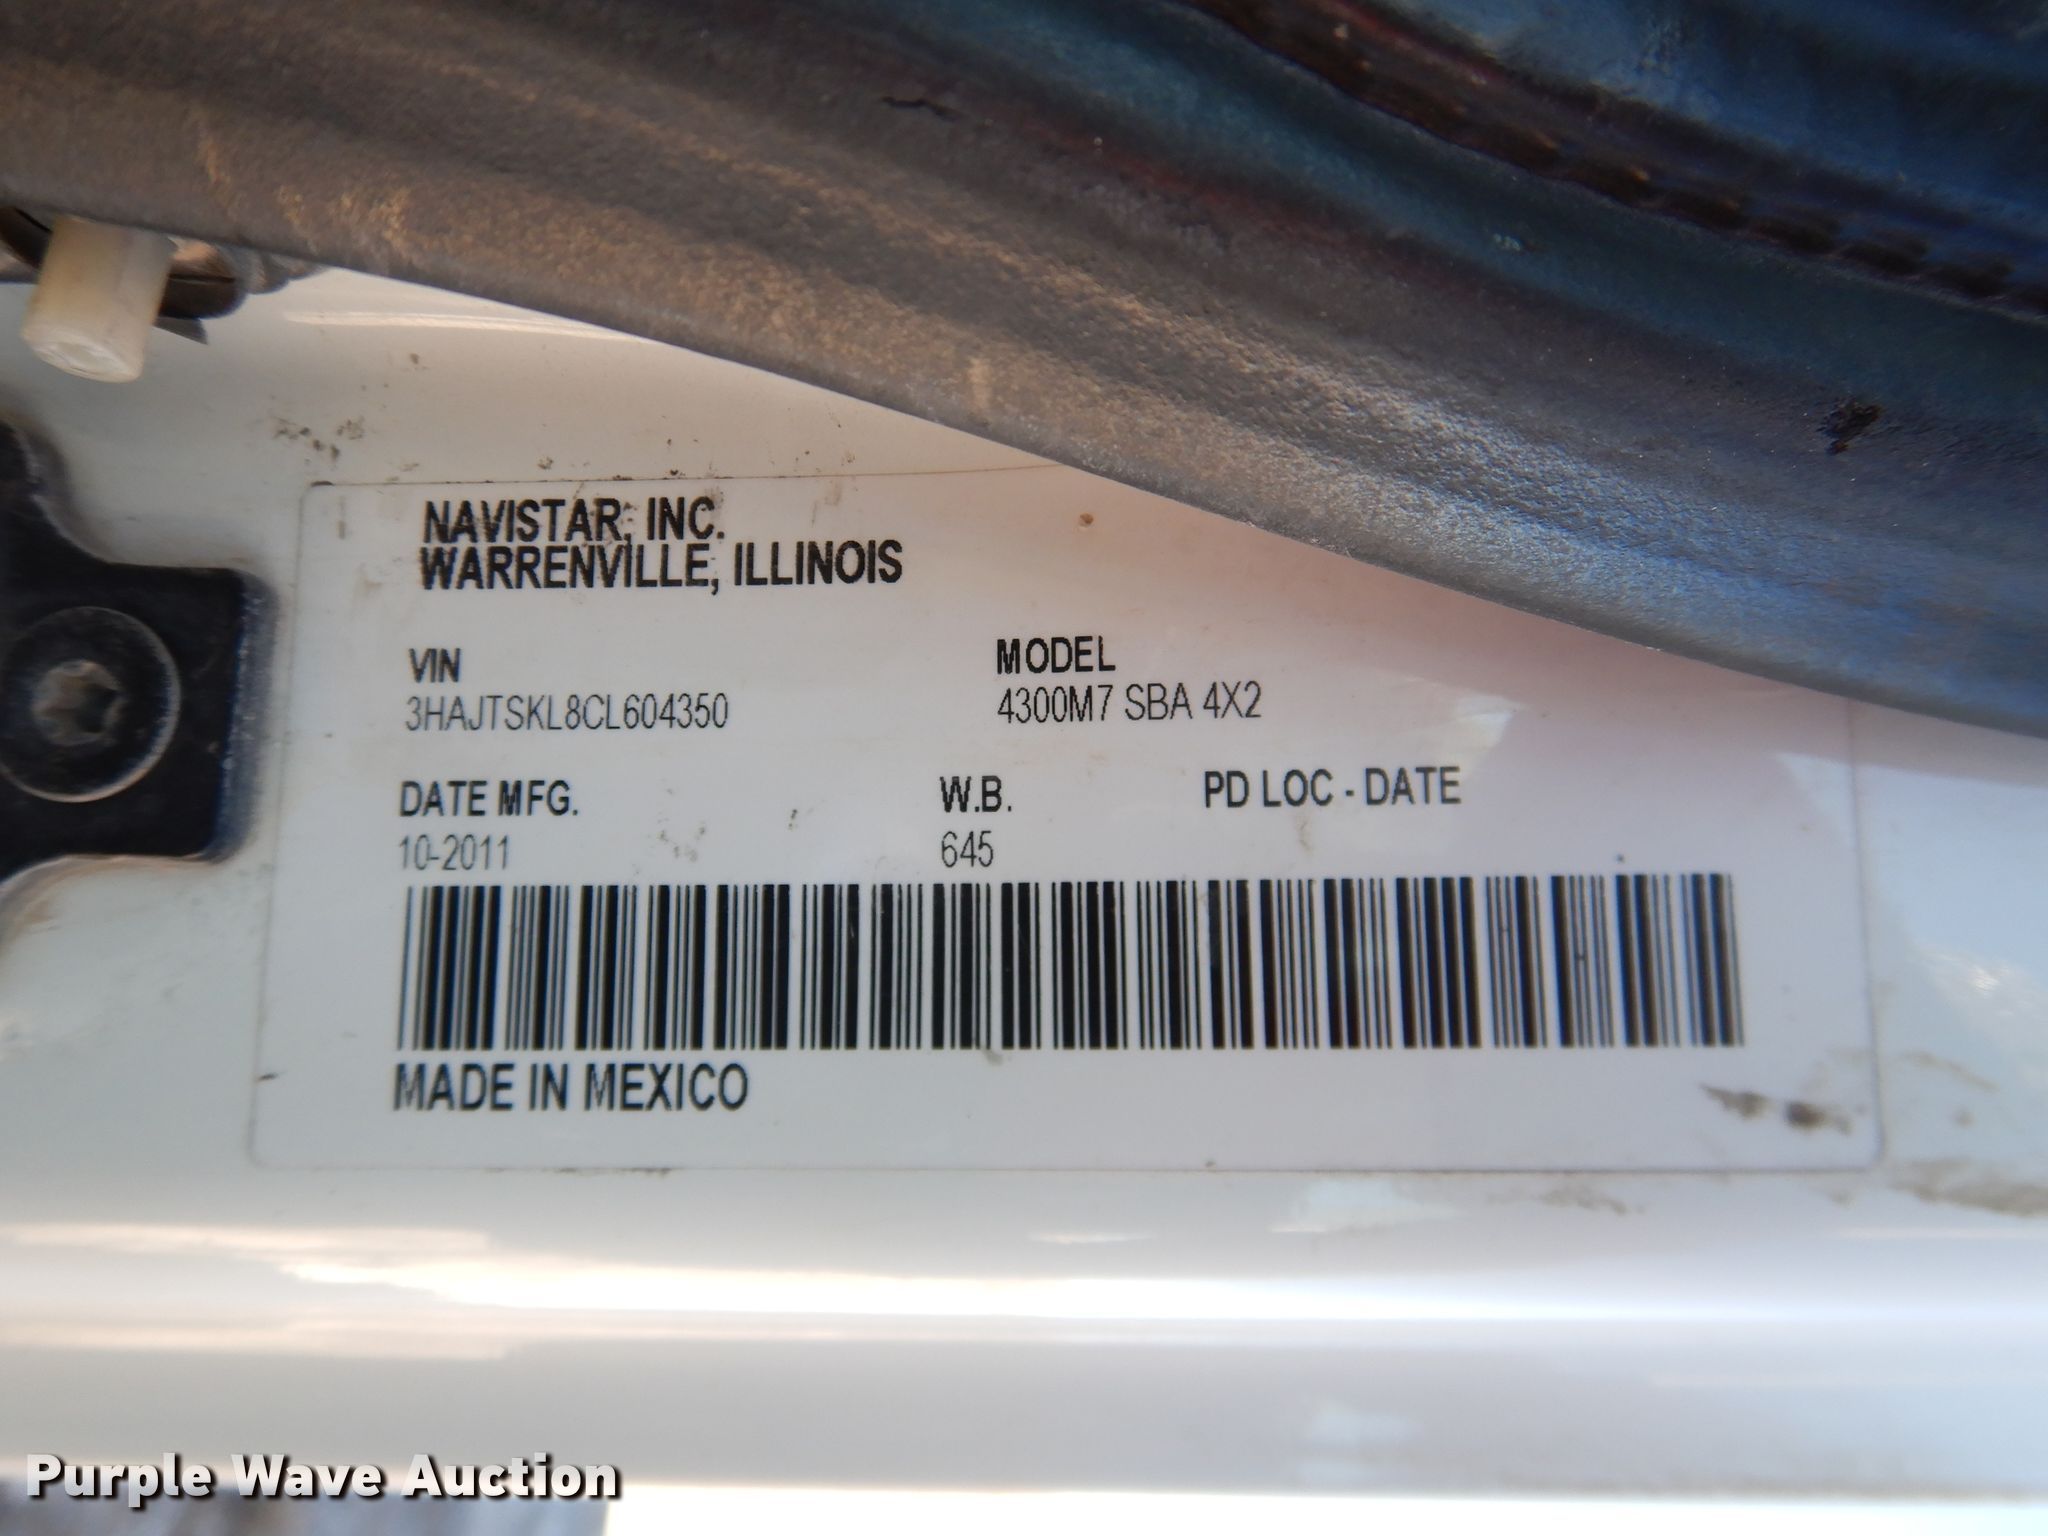 NAVISTAR, INC.
WARRENVILLE, ILLINOIS
VIN MODEL
3HAJTSKL8CL604350 4300M7 SBA 4X2
DATE MFG. W.B. PD LOC - DATE
10-2011 645
MADE IN MEXICO
Purple Wave Auction